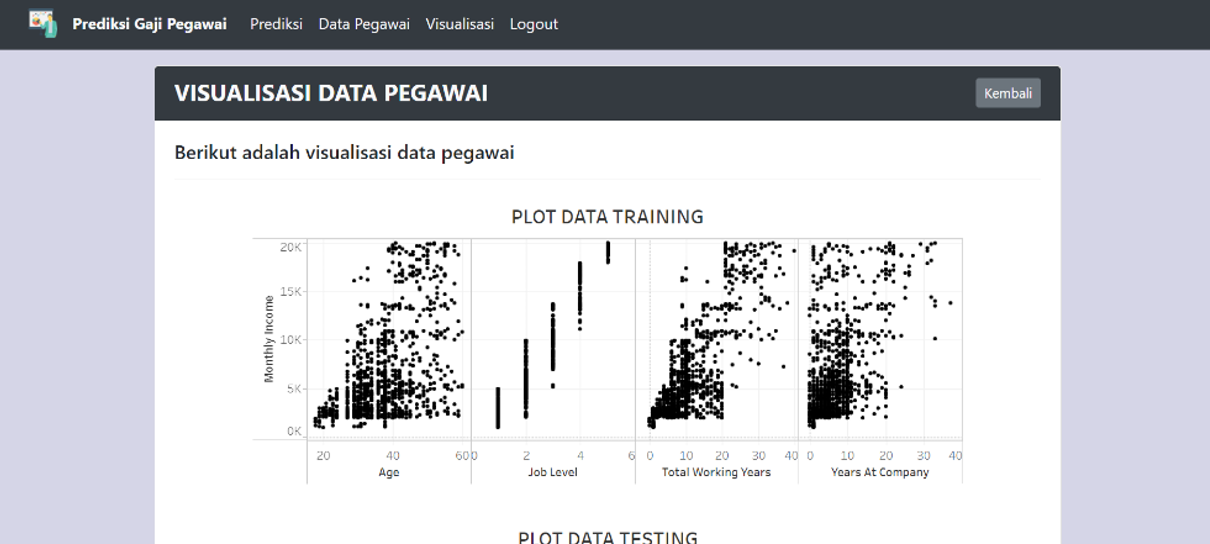 Prediksi Gaji Pegawai Prediksi Data Pegawai Visualisasi Logout
VISUALISASI DATA PEGAWAI Kembali
Berikut adalah visualisasi data pegawai
PLOT DATA TRAINING
20K
15K
10K
5K
0K
Monthly Income
20 40 60 0 2 4 6 0 10 20 30 40 0 10 20 30 40
Age Job Level Total Working Years Years At Company
PLOT DATA TESTING